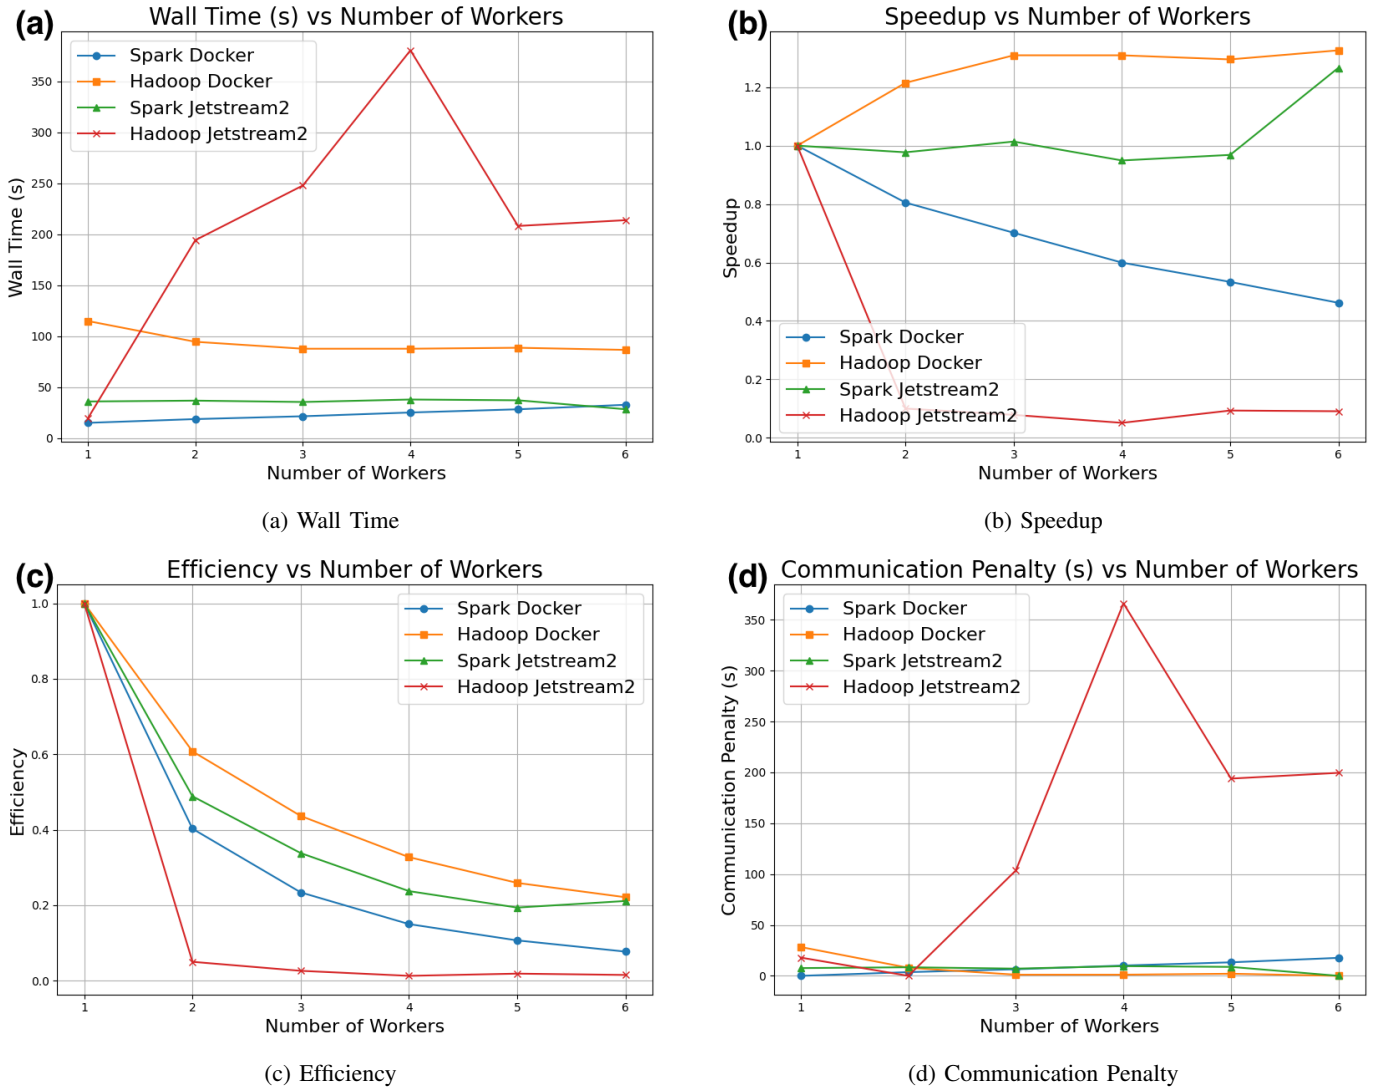 (a) Wall Time (s) vs Number of Workers
Spark Docker
Hadoop Docker
Spark Jetstream2
Hadoop Jetstream2
Wall Time (s)
350
300
250
200
150
100
50
0
1 2 3 4 5 6
Number of Workers
(a) Wall Time
(b) Speedup vs Number of Workers
Speedup
1.2
1.0
0.8
0.6
0.4
0.2
0.0
Spark Docker
Hadoop Docker
Spark Jetstream2
Hadoop Jetstream2
1 2 3 4 5 6
Number of Workers
(b) Speedup
(c) Efficiency vs Number of Workers
Spark Docker
Hadoop Docker
Spark Jetstream2
Hadoop Jetstream2
Efficiency
1.0
0.8
0.6
0.4
0.2
0.0
1 2 3 4 5 6
Number of Workers
(c) Efficiency
(d) Communication Penalty (s) vs Number of Workers
Spark Docker
Hadoop Docker
Spark Jetstream2
Hadoop Jetstream2
Communication Penalty (s)
350
300
250
200
150
100
50
0
1 2 3 4 5 6
Number of Workers
(d) Communication Penalty